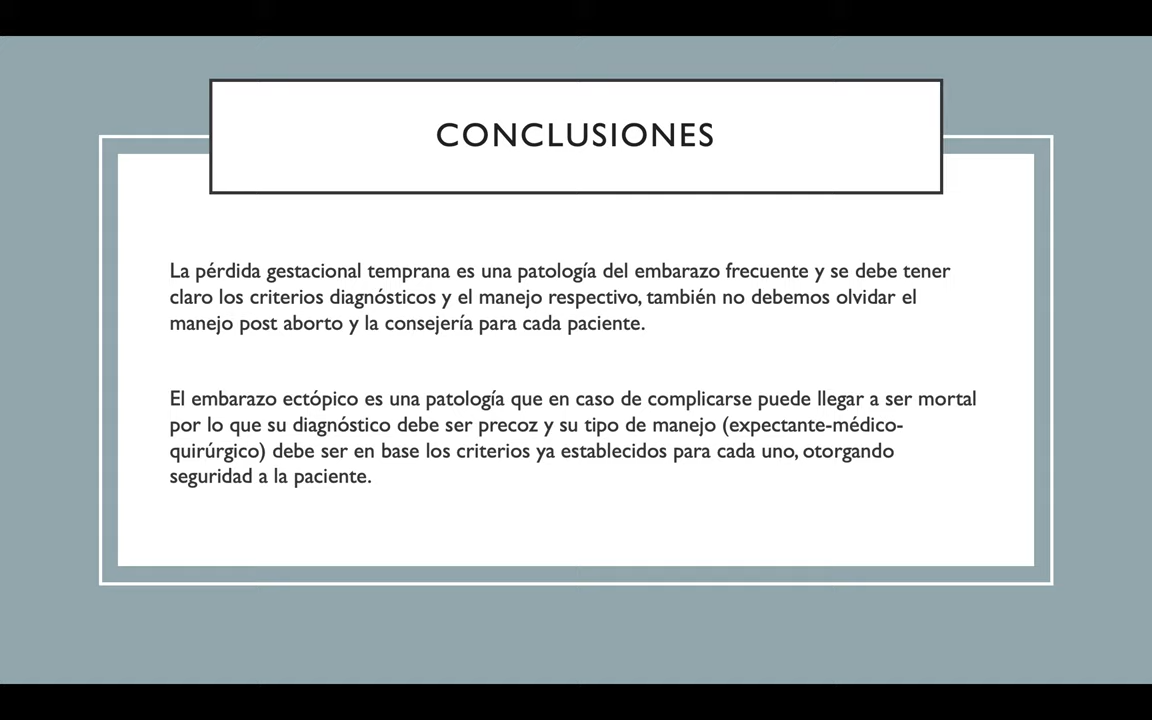 CONCLUSIONES
La pérdida gestacional temprana es una patología del embarazo frecuente y se debe tener
claro los criterios diagnósticos y el manejo respectivo, también no debemos olvidar el
manejo post aborto y la consejería para cada paciente.
El embarazo ectópico es una patología que en caso de complicarse puede llegar a ser mortal
por lo que su diagnóstico debe ser precoz y su tipo de manejo (expectante-médico-
quirúrgico) debe ser en base los criterios ya establecidos para cada uno, otorgando
seguridad a la paciente.